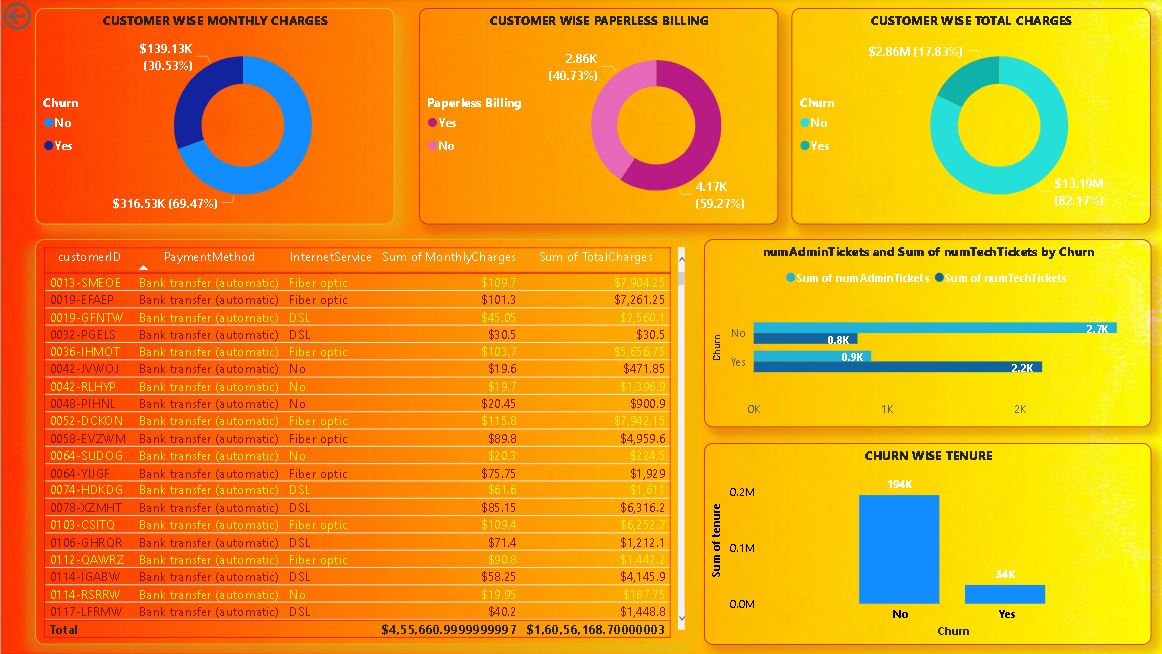 CUSTOMER WISE MONTHLY CHARGES
$139.13K
(30.53%)
Churn
No
Yes
$316.53K (69.47%)
CUSTOMER WISE PAPERLESS BILLING
2.86K
(40.73%)
Paperless Billing
Yes
No
4.17K
(59.27%)
CUSTOMER WISE TOTAL CHARGES
$2.86M (17.83%)
Churn
No
Yes
$13.19M
(82.17%)
customerID PaymentMethod InternetService Sum of MonthlyCharges Sum of TotalCharges
0013-SMEOE Bank transfer (automatic) Fiber optic $109.7 $7,904.25
0019-EFAEP Bank transfer (automatic) Fiber optic $101.3 $7,261.25
0019-GFNTW Bank transfer (automatic) DSL $45.05 $2,560.1
0032-PGELS Bank transfer (automatic) DSL $30.5 $30.5
0036-IHMOT Bank transfer (automatic) Fiber optic $103.7 $5,656.75
0042-JVWOJ Bank transfer (automatic) No $19.6 $471.85
0042-RLHYP Bank transfer (automatic) No $19.7 $1,396.9
0048-PIHNL Bank transfer (automatic) No $20.45 $900.9
0052-DCKON Bank transfer (automatic) Fiber optic $115.8 $7,942.15
0058-EVZWM Bank transfer (automatic) Fiber optic $89.8 $4,959.6
0064-SUDOG Bank transfer (automatic) No $20.3 $224.5
0064-YIJGF Bank transfer (automatic) Fiber optic $75.75 $1,929
0074-HDKDG Bank transfer (automatic) DSL $61.6 $1,611
0078-XZMHT Bank transfer (automatic) DSL $85.15 $6,316.2
0103-CSITQ Bank transfer (automatic) Fiber optic $109.4 $6,252.7
0106-GHRQR Bank transfer (automatic) DSL $71.4 $1,212.1
0112-QAWRZ Bank transfer (automatic) Fiber optic $90.8 $1,442.2
0114-IGABW Bank transfer (automatic) DSL $58.25 $4,145.9
0114-RSRRW Bank transfer (automatic) No $19.95 $187.75
0117-LFRMW Bank transfer (automatic) DSL $40.2 $1,448.8
Total $4,55,660.9999999997 $1,60,56,168.70000003
numAdminTickets and Sum of numTechTickets by Churn
Sum of numAdminTickets Sum of numTechTickets
Churn
No
2.7K
0.8K
Yes
0.9K
2.2K
0K 1K 2K
CHURN WISE TENURE
Sum of tenure
0.2M
0.1M
0.0M
194K
34K
No Yes
Churn